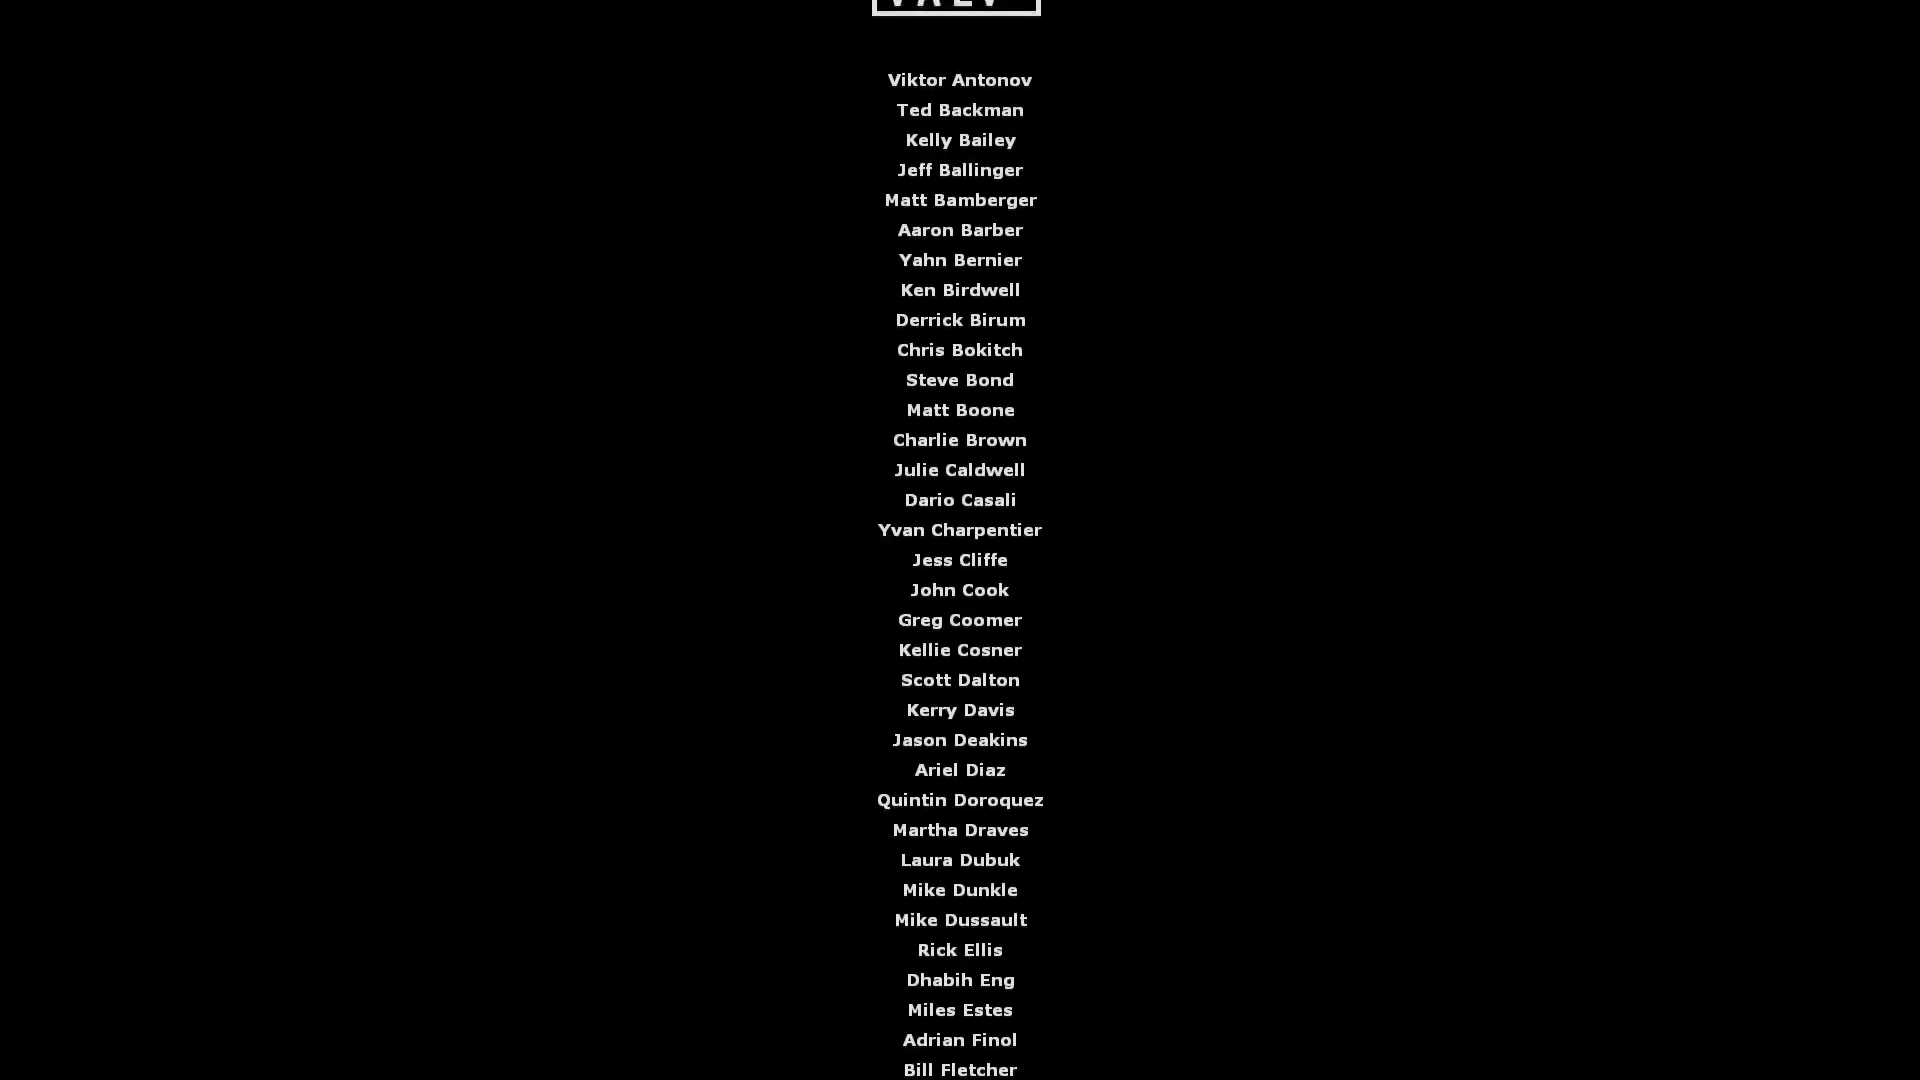 VALV
Viktor Antonov
Ted Backman
Kelly Bailey
Jeff Ballinger
Matt Bamberger
Aaron Barber
Yahn Bernier
Ken Birdwell
Derrick Birum
Chris Bokitch
Steve Bond
Matt Boone
Charlie Brown
Julie Caldwell
Dario Casali
Yvan Charpentier
Jess Cliffe
John Cook
Greg Coomer
Kellie Cosner
Scott Dalton
Kerry Davis
Jason Deakins
Ariel Diaz
Quintin Doroquez
Martha Draves
Laura Dubuk
Mike Dunkle
Mike Dussault
Rick Ellis
Dhabih Eng
Miles Estes
Adrian Finol
Bill Fletcher